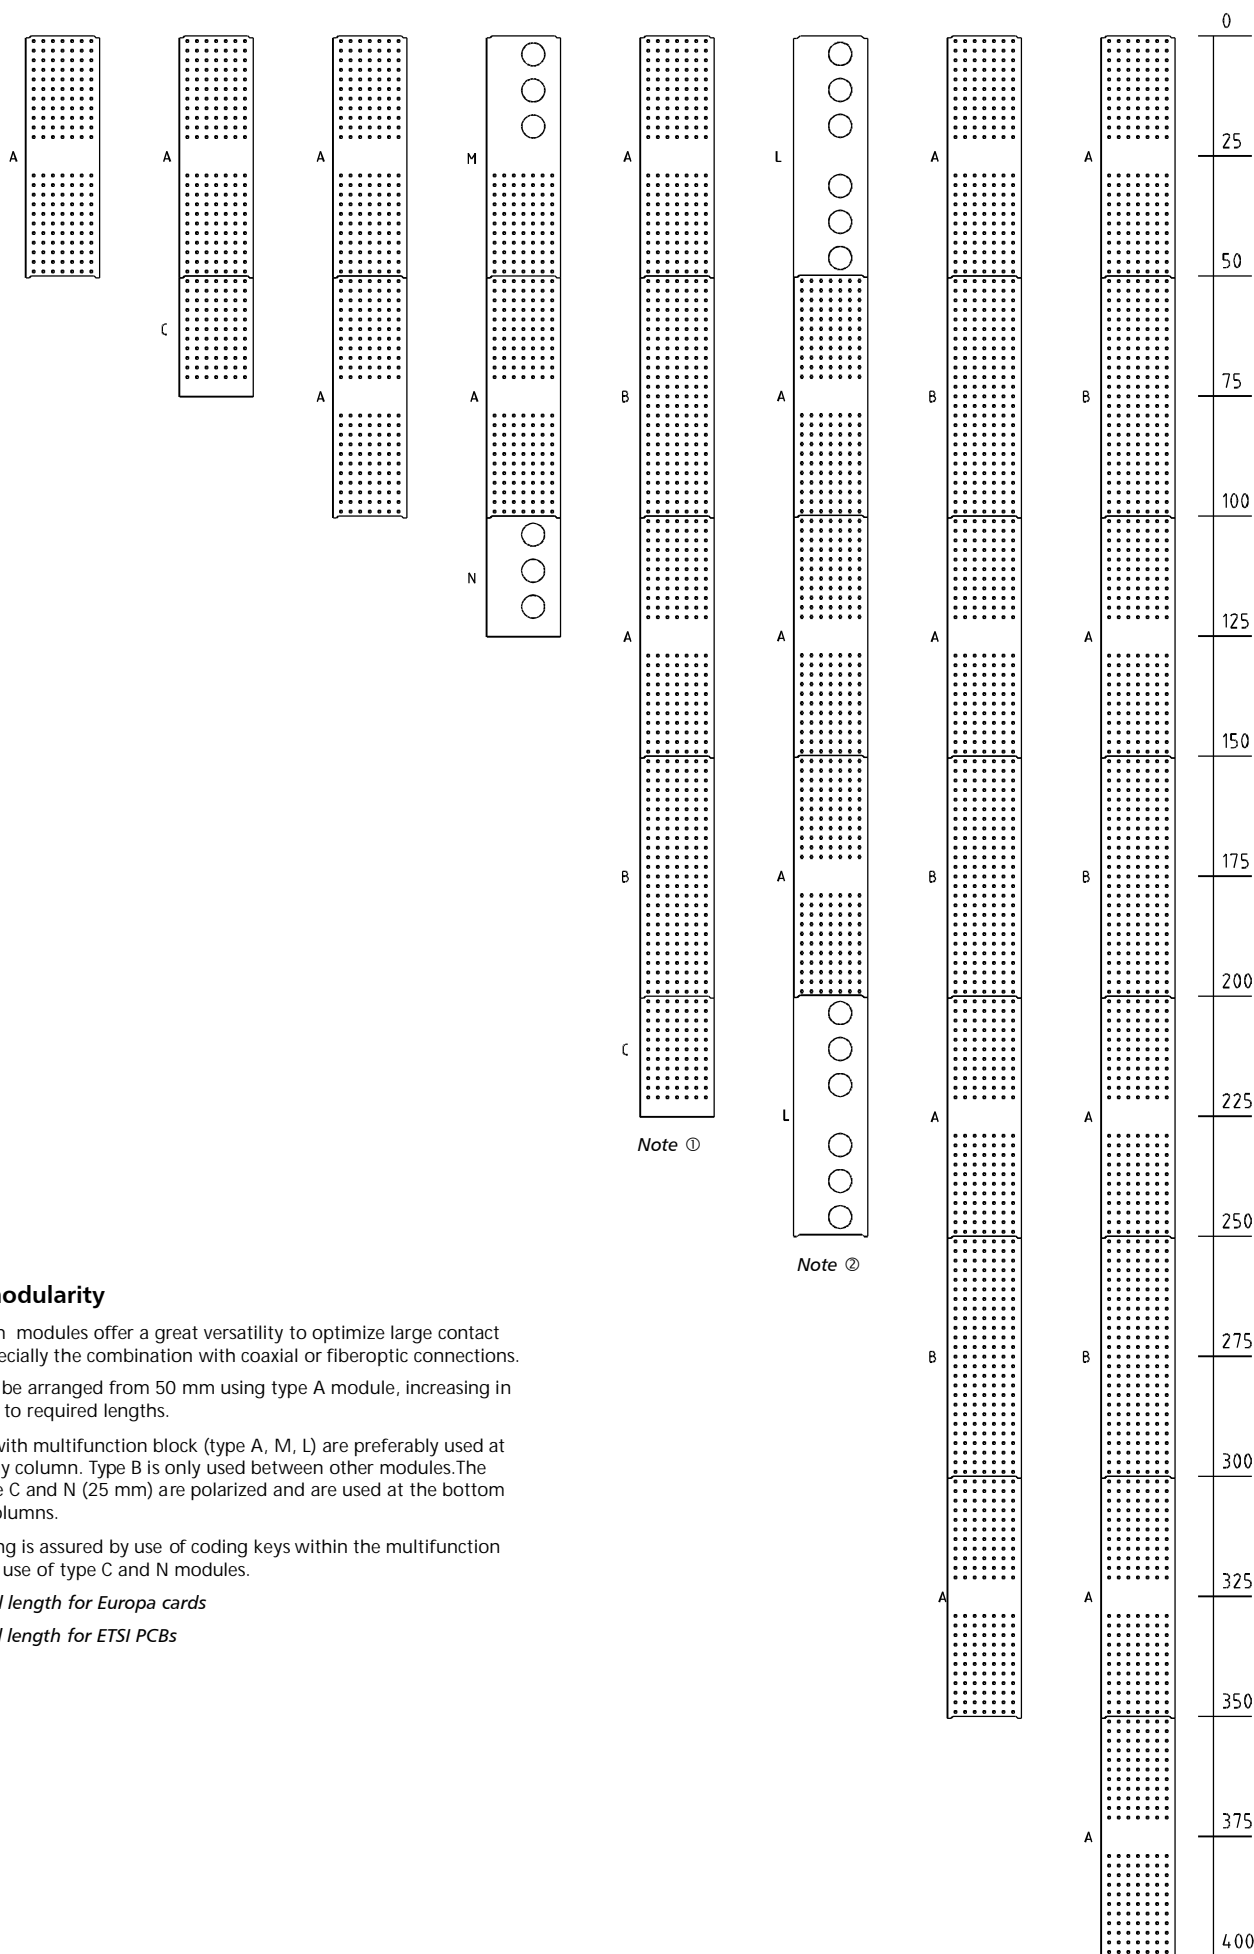 0
A
A
A
M
A
L
A
A
25
50
C
A
A
B
A
B
B
75
100
N
A
A
A
A
125
150
B
A
B
B
175
200
C
L
A
A
225
Note ①
250
Note ②
odularity
modules offer a great versatility to optimize large contact
ecially the combination with coaxial or fiberoptic connections.
be arranged from 50 mm using type A module, increasing in
to required lengths.
with multifunction block (type A, M, L) are preferably used at
y column. Type B is only used between other modules.The
e C and N (25 mm) are polarized and are used at the bottom
olumns.
ng is assured by use of coding keys within the multifunction
use of type C and N modules.
l length for Europa cards
l length for ETSI PCBs
B
B
275
300
A
A
325
350
A
375
400